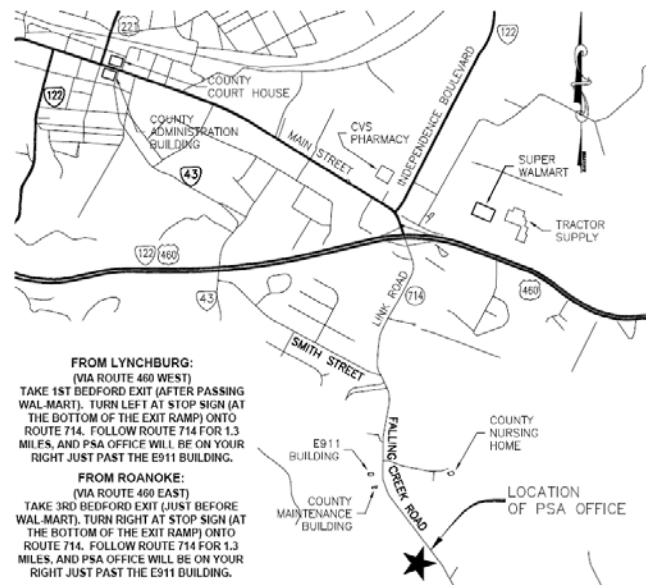 221
122
COUNTY
COURT HOUSE
122
COUNTY
ADMINISTRATION
BUILDING
43
MAIN STREET
CVS
PHARMACY
INDEPENDENCE BOULEVARD
SUPER
WALMART
TRACTOR
SUPPLY
122
460
43
LINK ROAD
714
460
SMITH STREET
FROM LYNCHBURG:
(VIA ROUTE 460 WEST)
TAKE 1ST BEDFORD EXIT (AFTER PASSING
WAL-MART). TURN LEFT AT STOP SIGN (AT
THE BOTTOM OF THE EXIT RAMP) ONTO
ROUTE 714. FOLLOW ROUTE 714 FOR 1.3
MILES, AND PSA OFFICE WILL BE ON YOUR
RIGHT JUST PAST THE E911 BUILDING.
FROM ROANOKE:
(VIA ROUTE 460 EAST)
TAKE 3RD BEDFORD EXIT (JUST BEFORE
WAL-MART). TURN RIGHT AT STOP SIGN (AT
THE BOTTOM OF THE EXIT RAMP) ONTO
ROUTE 714. FOLLOW ROUTE 714 FOR 1.3
MILES, AND PSA OFFICE WILL BE ON YOUR
RIGHT JUST PAST THE E911 BUILDING.
E911
BUILDING
COUNTY
MAINTENANCE
BUILDING
FALLING CREEK ROAD
COUNTY
NURSING
HOME
LOCATION
OF PSA OFFICE